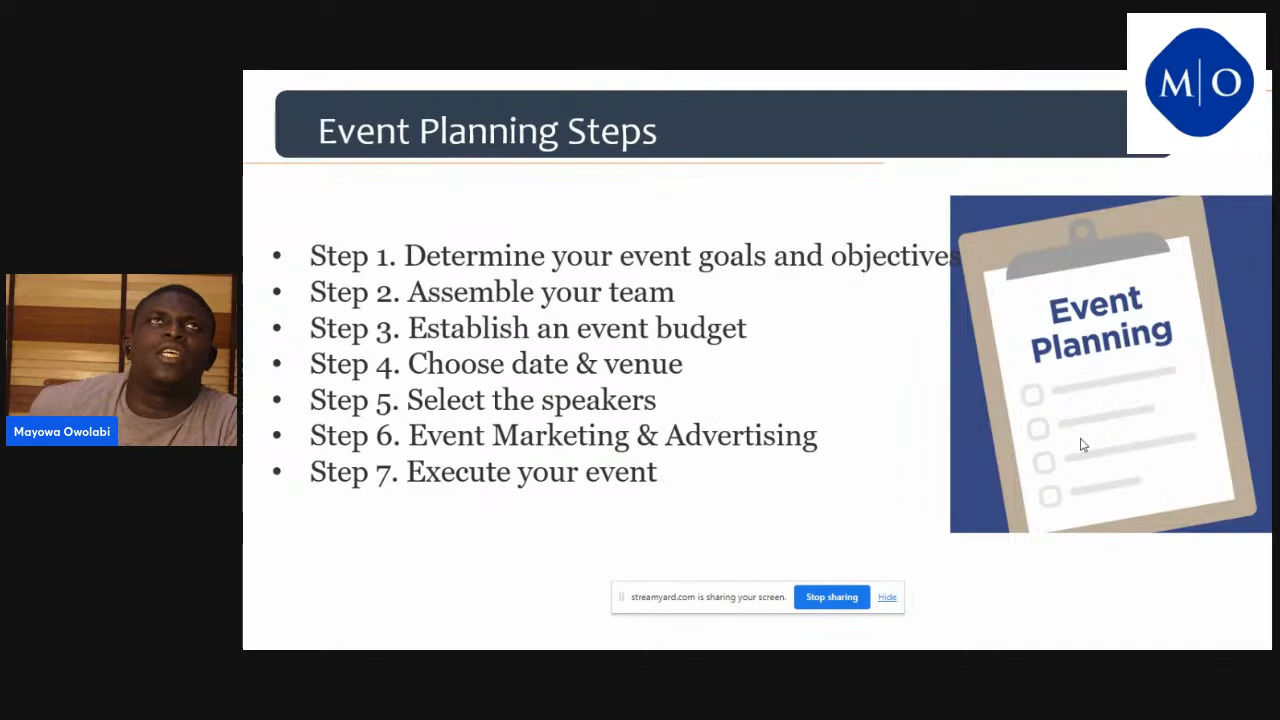 M|O
Event Planning Steps
• Step 1. Determine your event goals and objectives
• Step 2. Assemble your team
• Step 3. Establish an event budget
• Step 4. Choose date & venue
• Step 5. Select the speakers
• Step 6. Event Marketing & Advertising
• Step 7. Execute your event
Event
Planning
Mayowa Owolabi
streamyard.com is sharing your screen. Stop sharing Hide